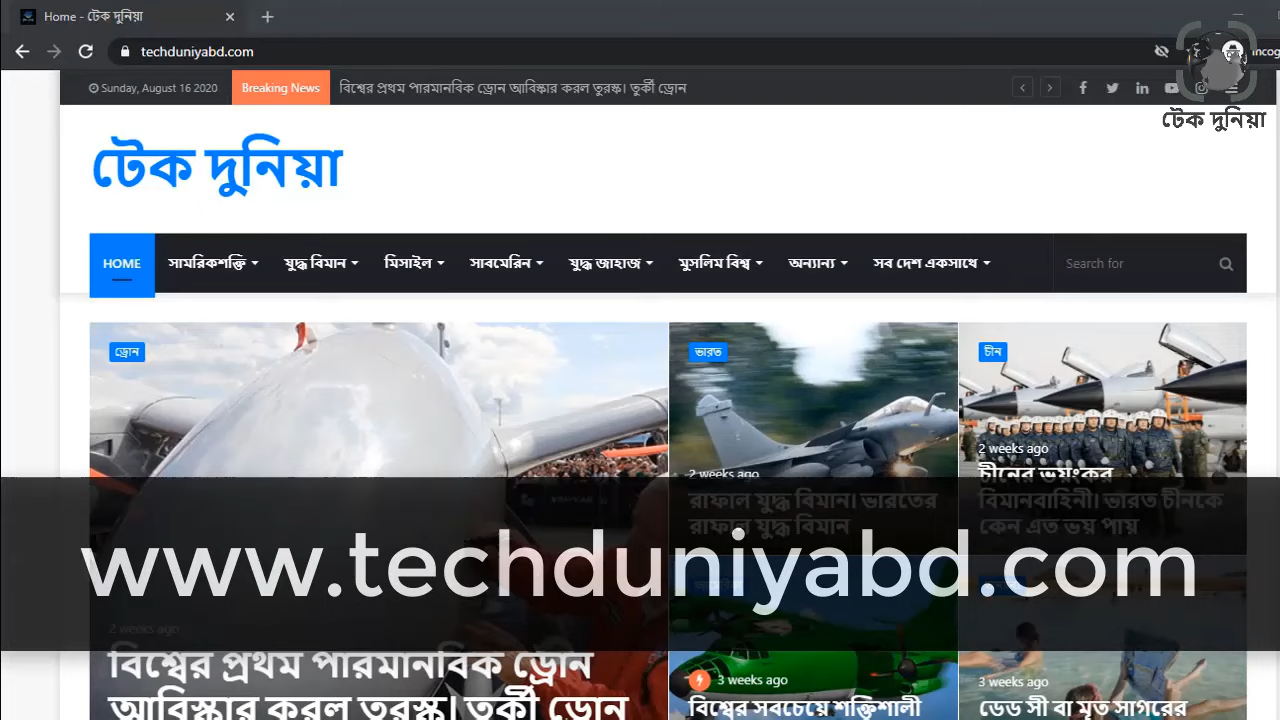 Home - টেক দুনিয়া
techduniyabd.com
Incog
Sunday, August 16 2020
Breaking News
বিশ্বের প্রথম পারমানবিক ড্রোন আবিস্কার করল তুরস্ক। তুর্কী ড্রোন
টেক দুনিয়া
টেক দুনিয়া
HOME
সামরিকশক্তি
যুদ্ধ বিমান
মিসাইল
সাবমেরিন
যুদ্ধ জাহাজ
মুসলিম বিশ্ব
অন্যান্য
সব দেশ একসাথে
Search for
ড্রোন
ভারত
চীন
2 weeks ago
রাফাল যুদ্ধ বিমান। ভারতের
রাফাল যুদ্ধ বিমান
2 weeks ago
চীনের ভয়ংকর
বিমানবাহিনী। ভারত চীনকে
কেন এত ভয় পায়
www.techduniyabd.com
2 weeks ago
বিশ্বের প্রথম পারমানবিক ড্রোন
আবিস্কার করল তুরস্ক। তুর্কী ড্রোন
3 weeks ago
বিশ্বের সবচেয়ে শক্তিশালী
3 weeks ago
ডেড সী বা মৃত সাগরের